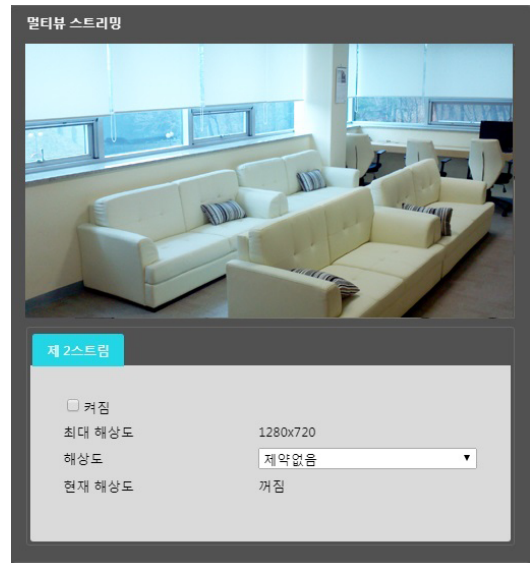 멀티뷰 스트리밍
제 2스트림
켜짐
최대 해상도 1280x720
해상도 제약없음
현재 해상도 꺼짐